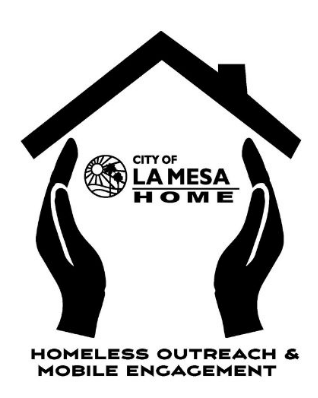 CITY OF
LA MESA
HOME
HOMELESS OUTREACH &
MOBILE ENGAGEMENT